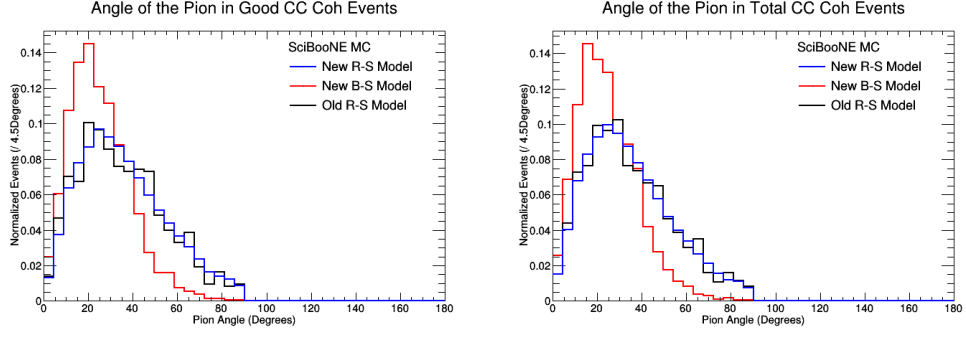 Angle of the Pion in Good CC Coh Events
SciBooNE MC
New R-S Model
New B-S Model
Old R-S Model
Normalized Events (/ 4.5Degrees)
0.14
0.12
0.1
0.08
0.06
0.04
0.02
0
0 20 40 60 80 100 120 140 160 180
Pion Angle (Degrees)
Angle of the Pion in Total CC Coh Events
SciBooNE MC
New R-S Model
New B-S Model
Old R-S Model
Normalized Events (/ 4.5Degrees)
0.14
0.12
0.1
0.08
0.06
0.04
0.02
0
0 20 40 60 80 100 120 140 160 180
Pion Angle (Degrees)